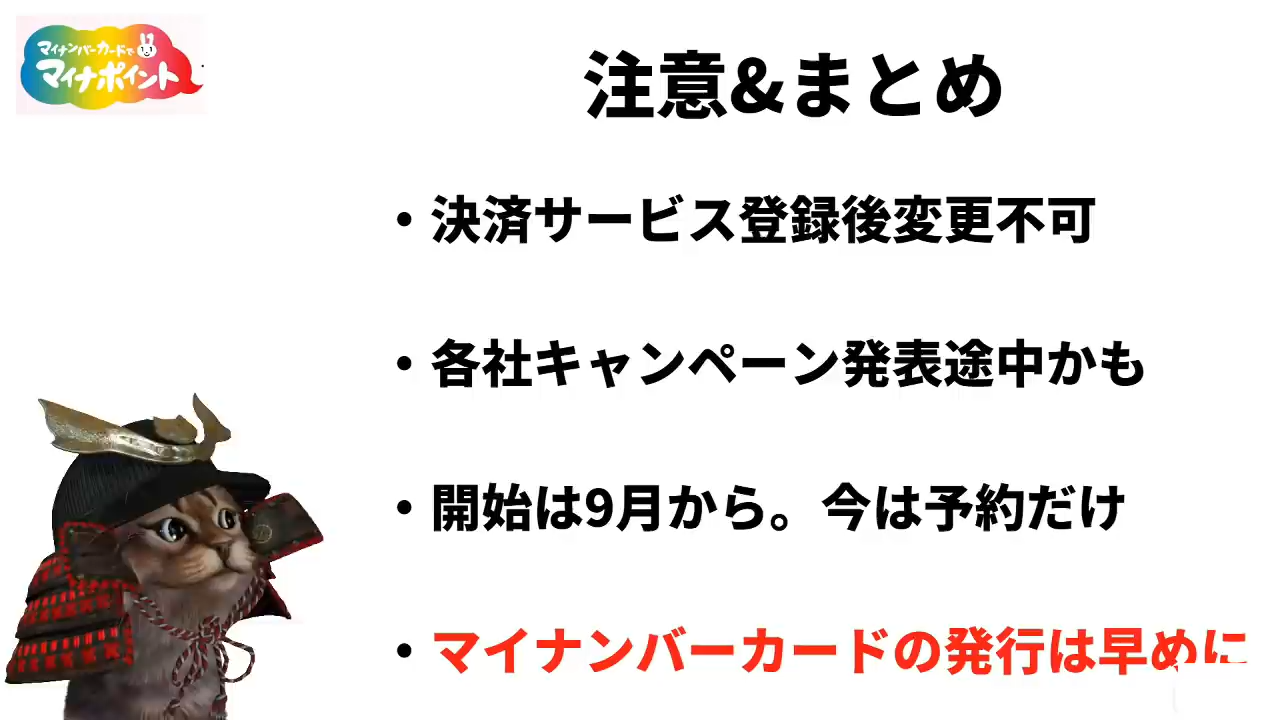 マイナンバーカードで
マイナポイント
注意&まとめ
・決済サービス登録後変更不可
・各社キャンペーン発表途中かも
・開始は9月から。今は予約だけ
・マイナンバーカードの発行は早めに